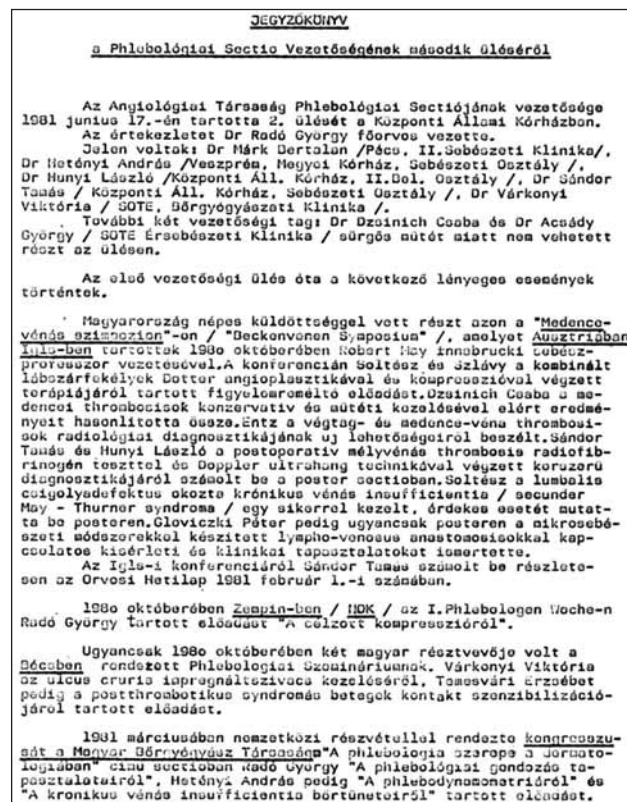 JEGYZŐKÖNYV
a Phlebológiai Sectio Vezetőségének második üléséről
Az Angiológiai Társaság Phlebológiai Sectiójának vezetősége
1981 junius 17.-én tartotta 2. ülését a Központi Állami Kórházban.
Az értekezletet Dr Radó György főorvos vezette.
Jelen voltak: Dr Márk Bertalan /Pécs, II.Sebészeti Klinika/,
Dr Hetényi András /Veszprém, Megyei Kórház, Sebészeti Osztály /,
Dr Hunyi László /Központi Áll. Kórház, II.Bel. Osztály /, Dr Sándor
Tamás / Központi Áll. Kórház, Sebészeti Osztály /, Dr Várkonyi
Viktória / SOTE, Bőrgyógyászati Klinika /.
További két vezetőségi tag: Dr Dzsinich Csaba és Dr Acsády
György / SOTE Érsebészeti Klinika / sürgős műtét miatt nem vehetett
részt az ülésen.
Az első vezetőségi ülés óta a következő lényeges események
történtek.
Magyarország népes küldöttséggel vett részt azon a "Medence-
vénás szimpozion"-on / "Beckenvenen Symposium" /, amelyet Ausztriában
Igls-ben tartottak 198o októberében Robert May innsbrucki sebész-
professzor vezetésével.A konferencián Soltész és Szlávy a kombinált
lábszárfekélyek Dotter angioplasztikával és kompresszióval végzett
terápiájáról tartott figyelemreméltó előadást.Dzsinich Csaba a me-
dencei thrombosisok konzervativ és műtéti kezelésével elért eredmé-
nyeit hasonlította össze.Entz a végtag- és medence-véna thrombosi-
sok radiológiai diagnosztikájának uj lehetőségeiről beszélt.Sándor
Tamás és Hunyi László a postoperativ mélyvénás thrombosis radiofib-
rinogén teszttel és Doppler ultrahang technikával végzett korszerű
diagnosztikájáról számolt be a poster sectioban.Soltész a lumbalis
csigolyadefektus okozta krónikus vénás insufficientia / secunder
May - Thurner syndroma / egy sikerrel kezelt, érdekes esetét mutat-
ta be posteren.Gloviczki Péter pedig ugyancsak posteren a mikrosebé-
szeti módszerekkel készitett lympho-venosus anastomosisokkal kap-
csolatos kisérleti és klinikai tapasztalatokat ismertette.
Az Igls-i konferenciáról Sándor Tamás számolt be részlete-
sen az Orvosi Hetilap 1981 február 1.-i számában.
198o októberében Zempin-ben / NDK / az I.Phlebologen Woche-n
Radó György tartott előadást "A célzott kompresszióról".
Ugyancsak 198o októberében két magyar résztvevője volt a
Bécsben rendezett Phlebologiai Szemináriumnak. Várkonyi Viktória
az ulcus cruris impregnáltszivacs kezeléséről, Temesvári Erzsébet
pedig a postthrombotikus syndromás betegek kontakt szenzibilizáció-
járól tartott előadást.
1981 márciusában nemzetközi részvétellel rendezte kongresszu-
sát a Magyar Bőrgyógyász Társaság."A phlebologia szerepe a dermato-
lógiában" cimü sectioban Radó György "A phlebológiai gondozás ta-
pasztalatairól", Hetényi András pedig "A phlebodynamometriáról" és
"A kronikus vénás insufficientia bőrtüneteiről" tartott előadást.